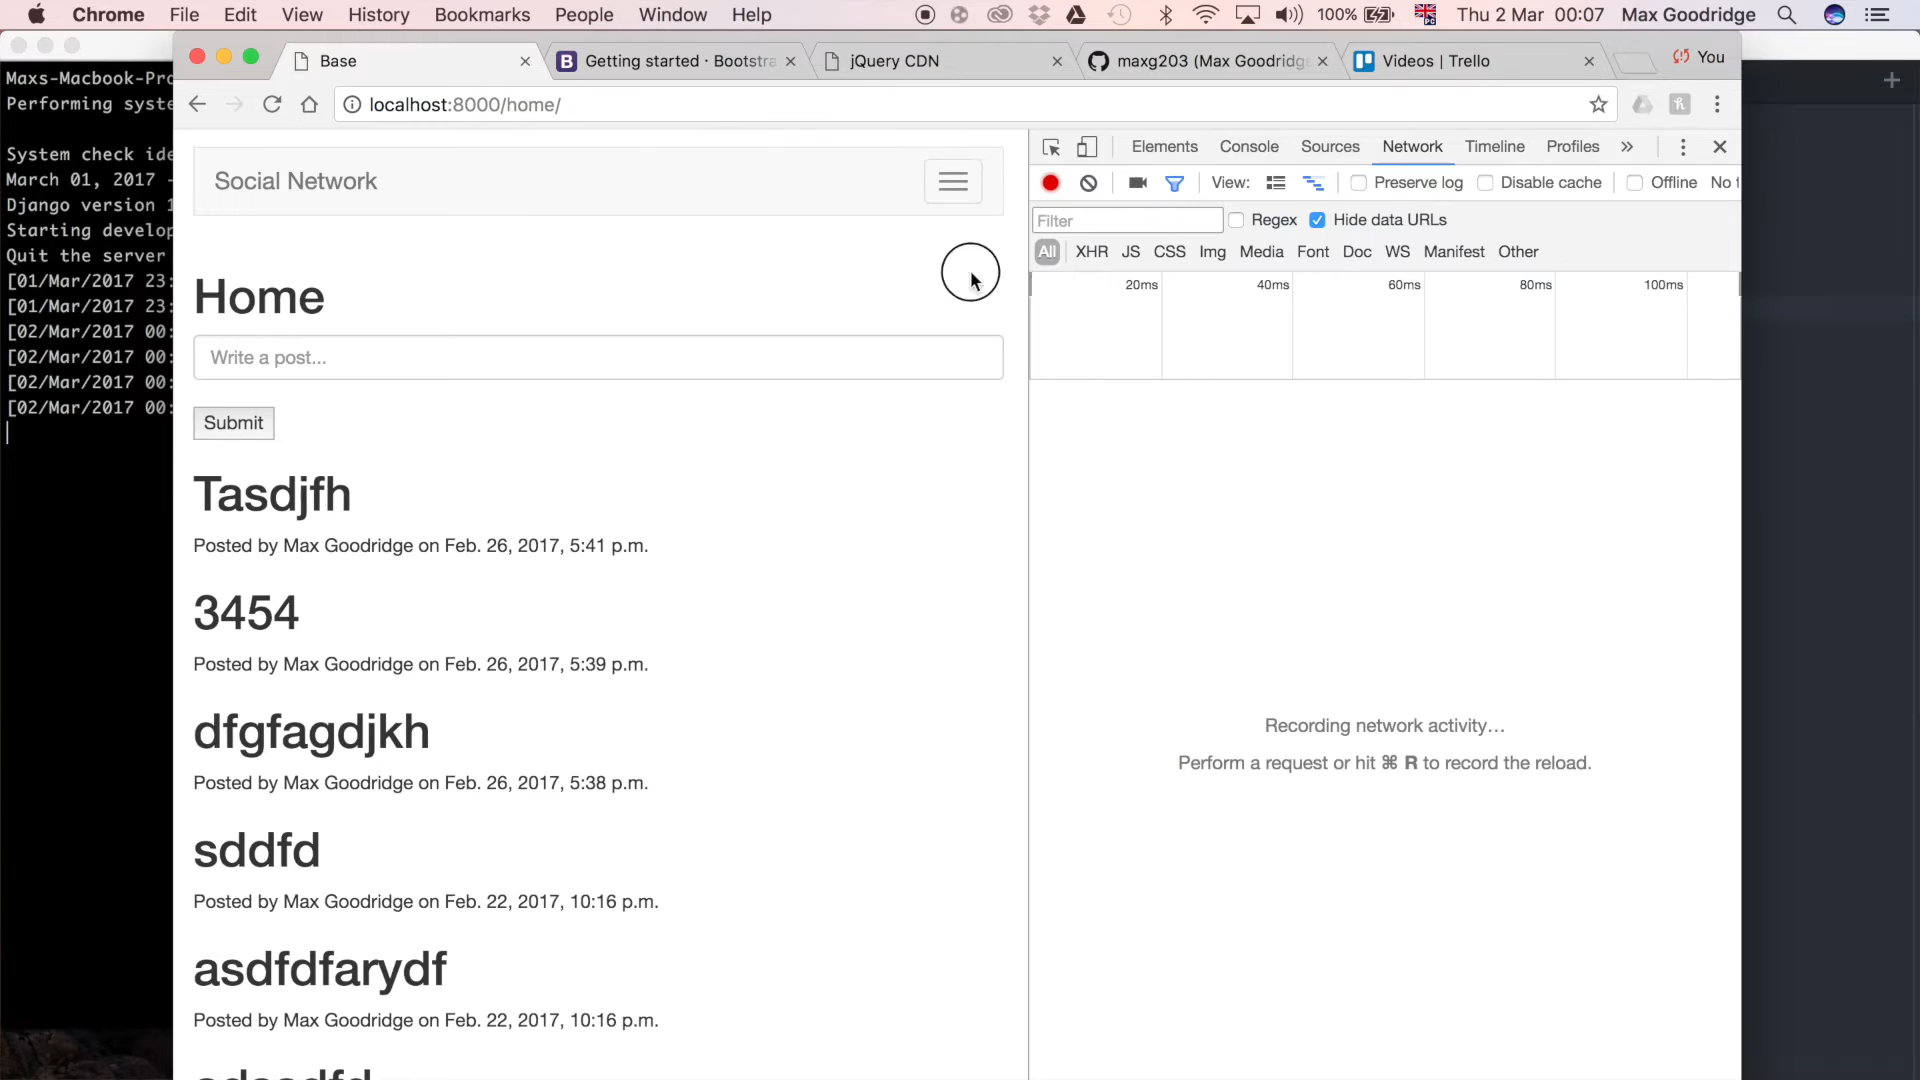 Chrome File Edit View History Bookmarks People Window Help 100% Thu 2 Mar 00:07 Max Goodridge
Base Getting started · Bootstra jQuery CDN maxg203 (Max Goodridg Videos | Trello You
localhost:8000/home/
Maxs-Macbook-Pro
Performing syste
System check ide
March 01, 2017 -
Django version 1
Starting develop
Quit the server
[01/Mar/2017 23:
[01/Mar/2017 23:
[02/Mar/2017 00:
[02/Mar/2017 00:
[02/Mar/2017 00:
[02/Mar/2017 00:
Social Network
Home
Write a post...
Submit
Tasdjfh
Posted by Max Goodridge on Feb. 26, 2017, 5:41 p.m.
3454
Posted by Max Goodridge on Feb. 26, 2017, 5:39 p.m.
dfgfagdjkh
Posted by Max Goodridge on Feb. 26, 2017, 5:38 p.m.
sddfd
Posted by Max Goodridge on Feb. 22, 2017, 10:16 p.m.
asdfdfarydf
Posted by Max Goodridge on Feb. 22, 2017, 10:16 p.m.
Elements Console Sources Network Timeline Profiles »
View: Preserve log Disable cache Offline No t
Filter Regex Hide data URLs
All XHR JS CSS Img Media Font Doc WS Manifest Other
20ms 40ms 60ms 80ms 100ms
Recording network activity…
Perform a request or hit ⌘ R to record the reload.